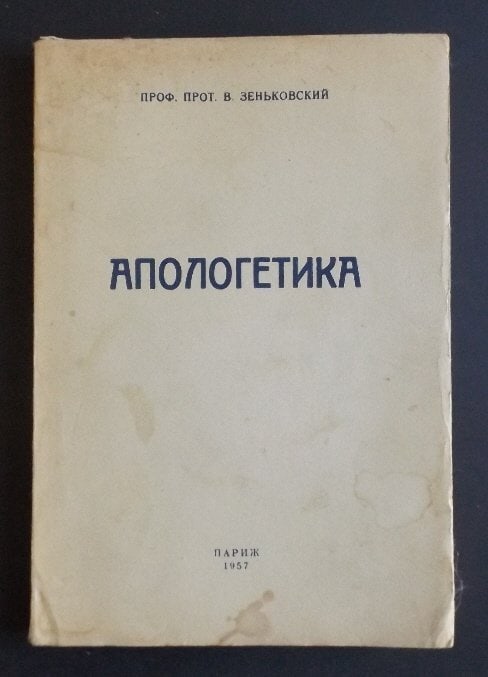 ПРОФ. ПРОТ. В. ЗЕНЬКОВСКИЙ
АПОЛОГЕТИКА
ПАРИЖ
1957